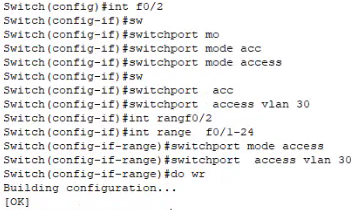 Switch(config)#int f0/2
Switch(config-if)#sw
Switch(config-if)#switchport mo
Switch(config-if)#switchport mode acc
Switch(config-if)#switchport mode access
Switch(config-if)#sw
Switch(config-if)#switchport  acc
Switch(config-if)#switchport  access vlan 30
Switch(config-if)#int rangf0/2
Switch(config-if)#int range  f0/1-24
Switch(config-if-range)#switchport mode access
Switch(config-if-range)#switchport  access vlan 30
Switch(config-if-range)#do wr
Building configuration...
[OK]